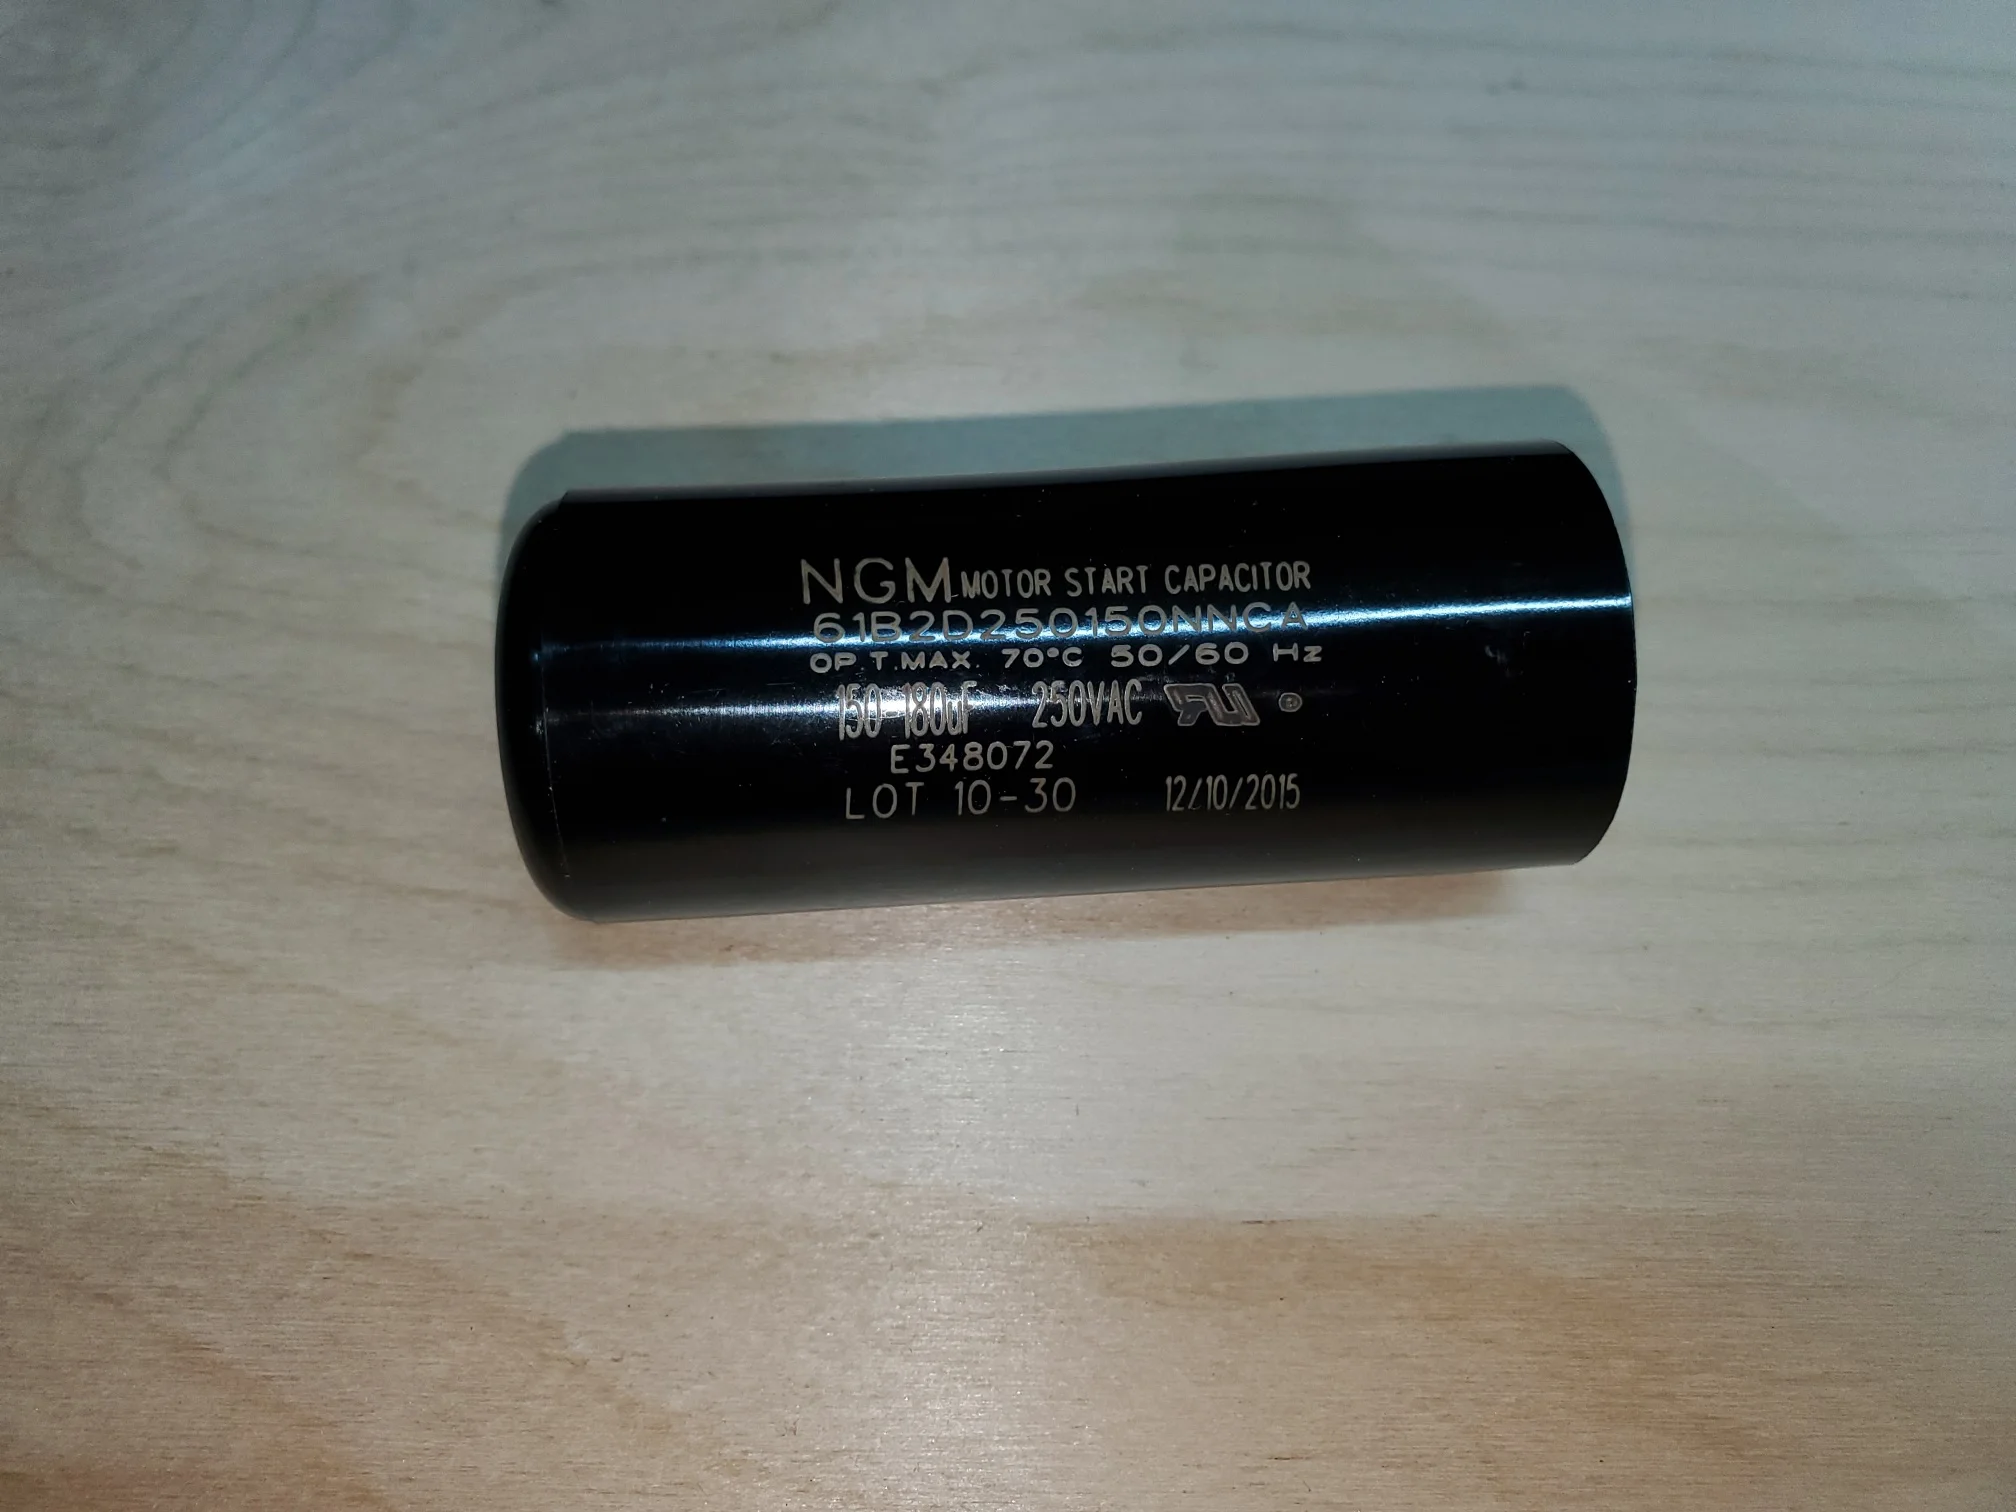 NGM MOTOR START CAPACITOR
61B2D250150NNCA
OP.T.MAX. 70°C 50/60 Hz
150-180uF 250VAC RU ®
E348072
LOT 10-30 12/10/2015